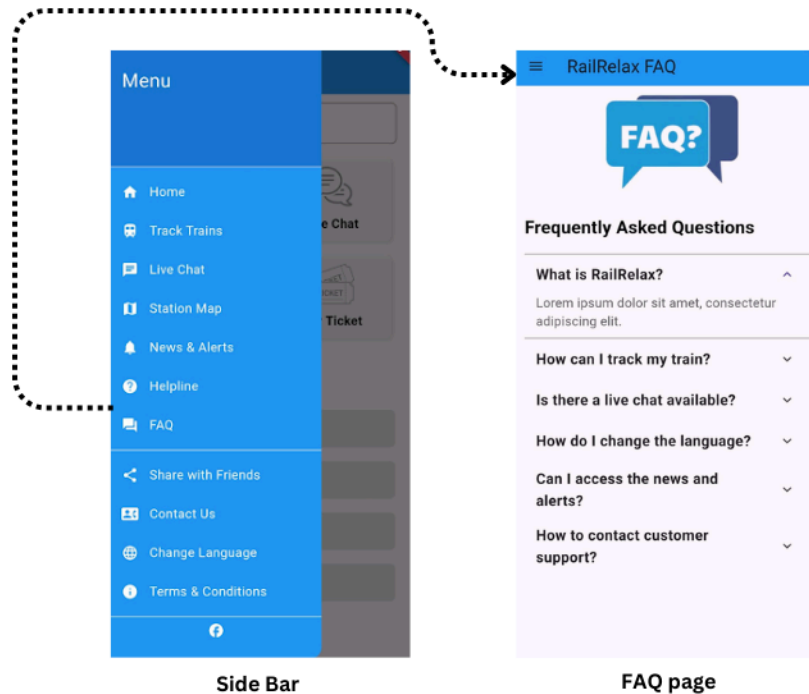 Menu
Home
Track Trains
Live Chat
Station Map
News & Alerts
Helpline
FAQ
Share with Friends
Contact Us
Change Language
Terms & Conditions
e Chat
TICKET
Ticket
Side Bar
RailRelax FAQ
FAQ?
Frequently Asked Questions
What is RailRelax?
Lorem ipsum dolor sit amet, consectetur
adipiscing elit.
How can I track my train?
Is there a live chat available?
How do I change the language?
Can I access the news and
alerts?
How to contact customer
support?
FAQ page